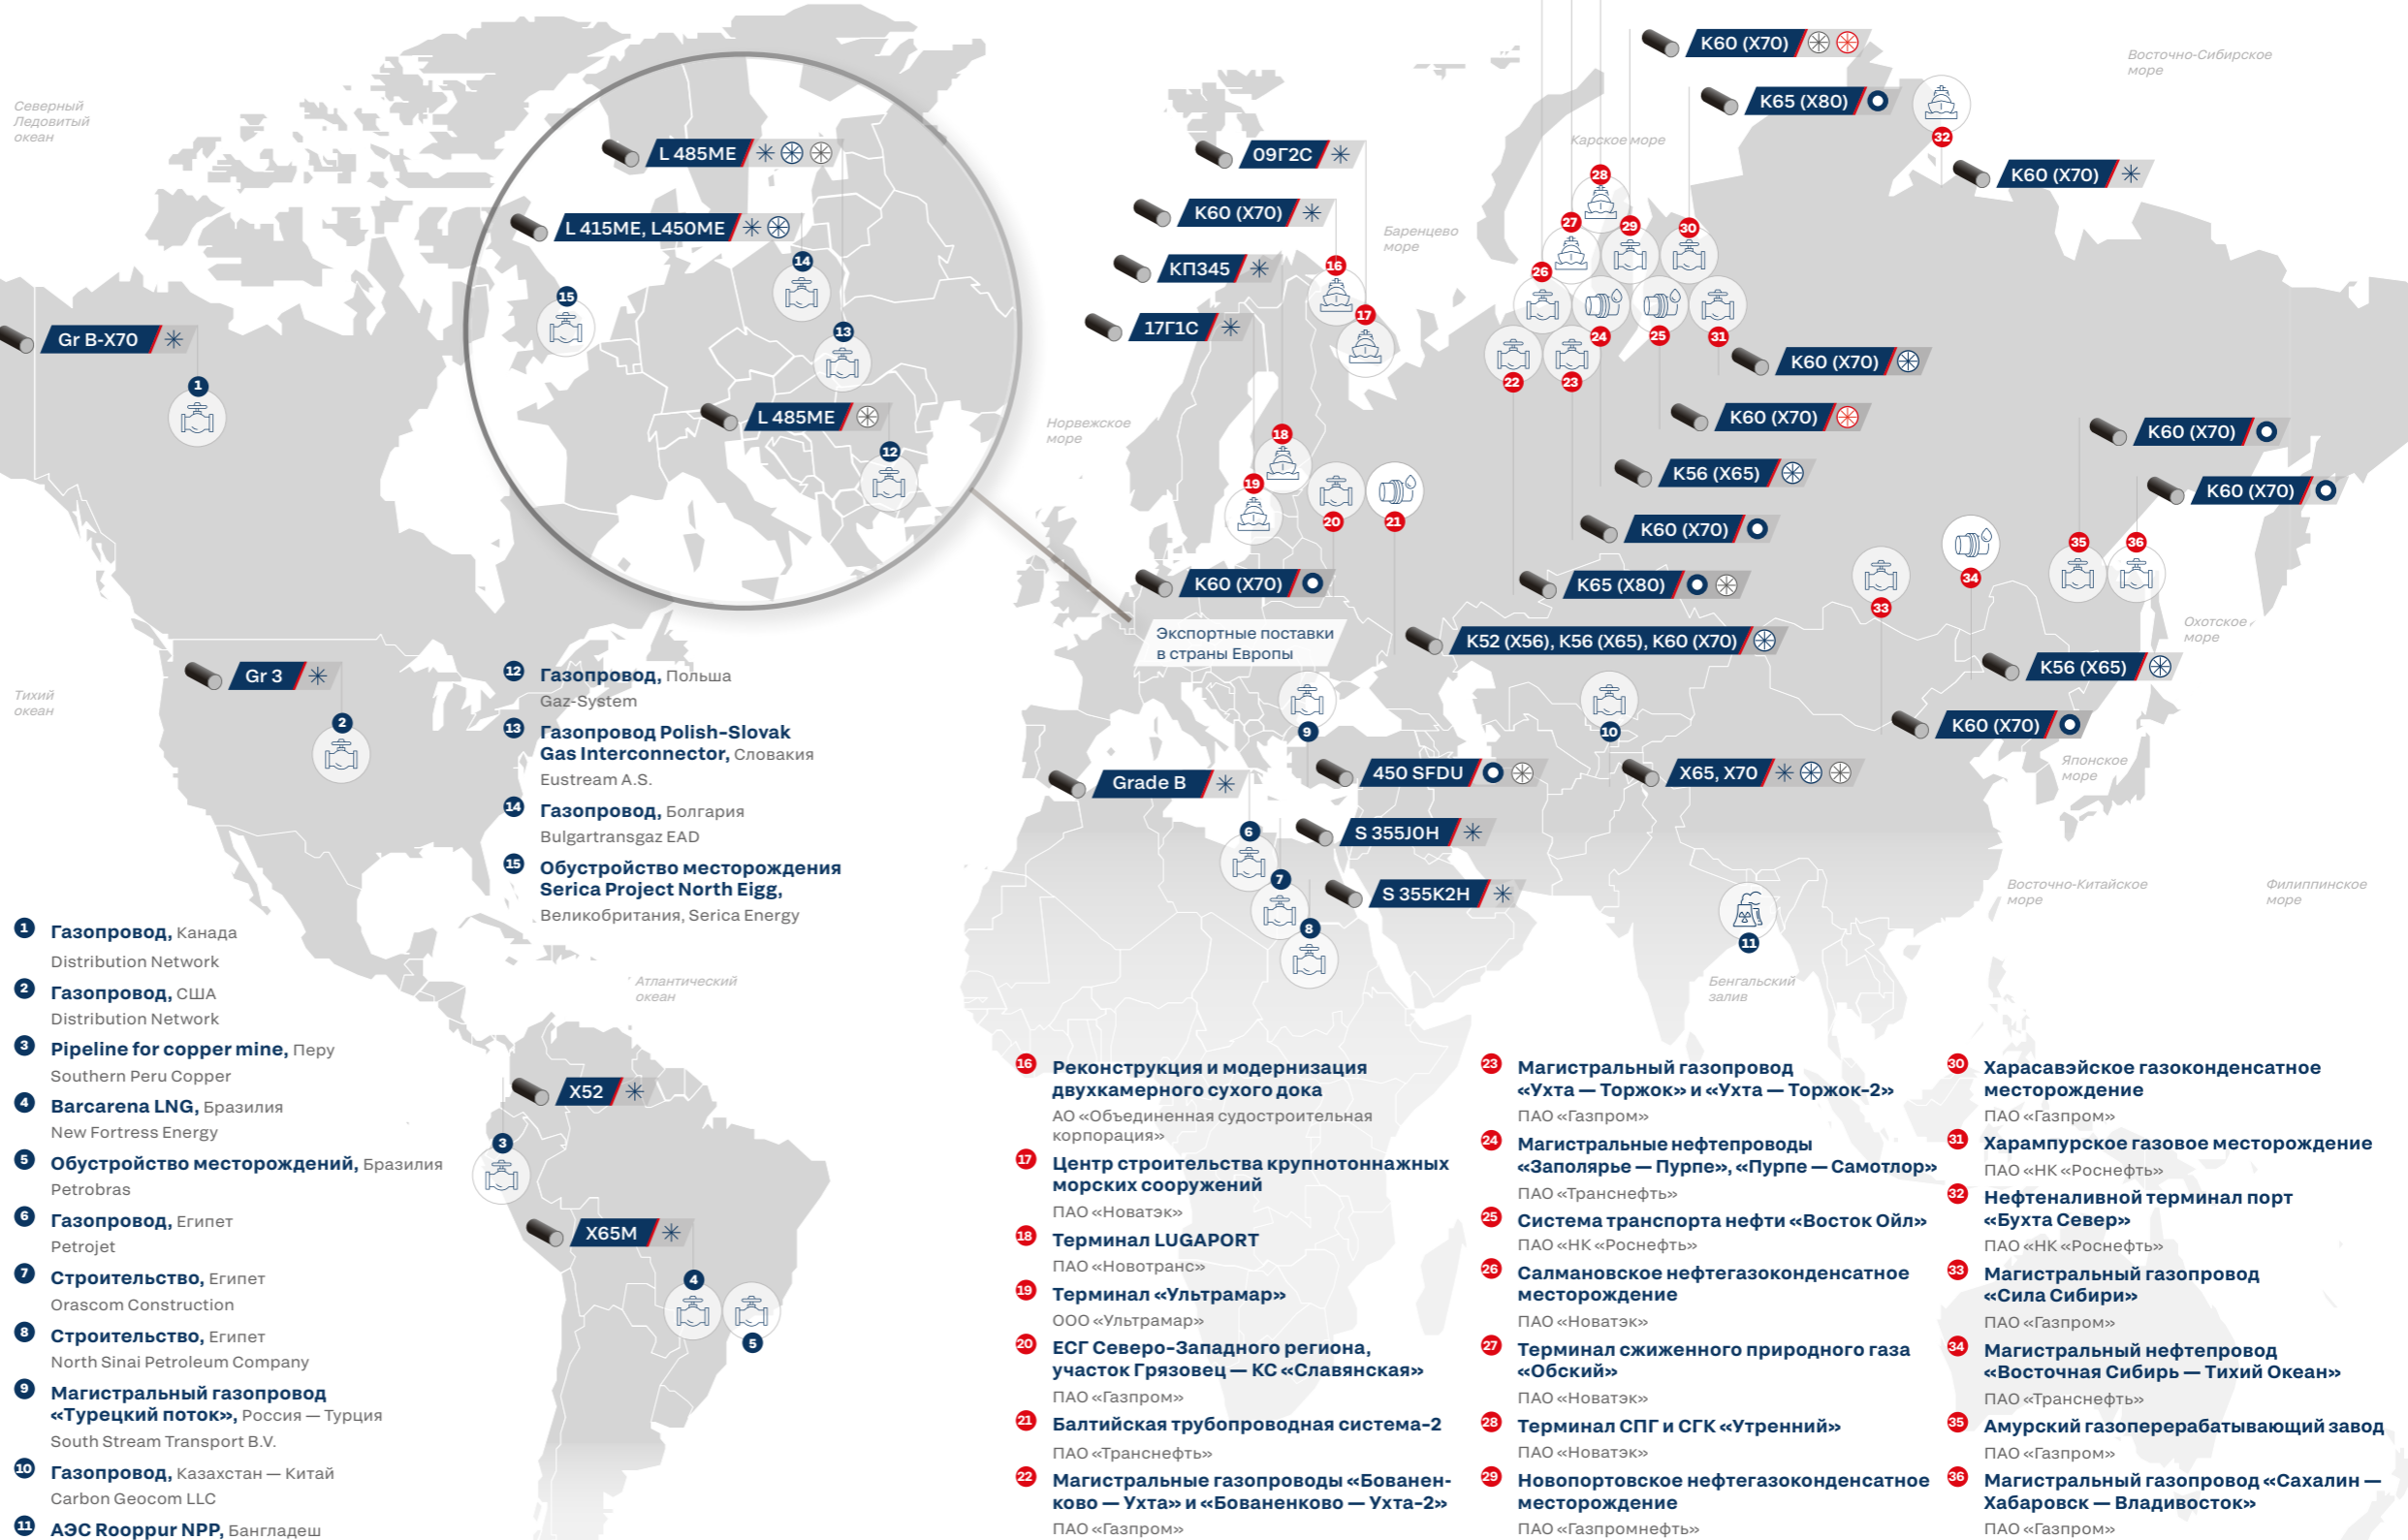 Северный
Ледовитый
океан
Восточно-Сибирское
море
Карское море
Баренцево
море
Норвежское
море
Тихий
океан
Охотское
море
Японское
море
Восточно-Китайское
море
Филиппинское
море
Бенгальский
залив
Атлантический
океан
K60 (X70)
K65 (X80)
32
K60 (X70)
L 485ME
L 415ME, L450ME
14
15
13
L 485ME
12
09Г2С
K60 (X70)
КП345
17Г1С
16
17
18
19
20
21
28
27
29
30
26
24
25
31
22
23
K60 (X70)
K60 (X70)
K56 (X65)
K60 (X70)
K65 (X80)
K52 (X56), K56 (X65), K60 (X70)
K60 (X70)
K60 (X70)
K60 (X70)
35
36
34
33
K56 (X65)
K60 (X70)
Gr B-X70
1
Gr 3
2
Экспортные поставки
в страны Европы
9
10
Grade B
450 SFDU
X65, X70
6
S 355J0H
7
S 355K2H
8
11
X52
3
X65M
4
5
12 Газопровод, Польша
Gaz-System
13 Газопровод Polish-Slovak
Gas Interconnector, Словакия
Eustream A.S.
14 Газопровод, Болгария
Bulgartransgaz EAD
15 Обустройство месторождения
Serica Project North Eigg,
Великобритания, Serica Energy
1 Газопровод, Канада
Distribution Network
2 Газопровод, США
Distribution Network
3 Pipeline for copper mine, Перу
Southern Peru Copper
4 Barcarena LNG, Бразилия
New Fortress Energy
5 Обустройство месторождений, Бразилия
Petrobras
6 Газопровод, Египет
Petrojet
7 Строительство, Египет
Orascom Construction
8 Строительство, Египет
North Sinai Petroleum Company
9 Магистральный газопровод
«Турецкий поток», Россия — Турция
South Stream Transport B.V.
10 Газопровод, Казахстан — Китай
Carbon Geocom LLC
11 АЭС Rooppur NPP, Бангладеш
16 Реконструкция и модернизация
двухкамерного сухого дока
АО «Объединенная судостроительная
корпорация»
17 Центр строительства крупнотоннажных
морских сооружений
ПАО «Новатэк»
18 Терминал LUGAPORT
ПАО «Новотранс»
19 Терминал «Ультрамар»
ООО «Ультрамар»
20 ЕСГ Северо-Западного региона,
участок Грязовец — КС «Славянская»
ПАО «Газпром»
21 Балтийская трубопроводная система-2
ПАО «Транснефть»
22 Магистральные газопроводы «Бованен-
ково — Ухта» и «Бованенково — Ухта-2»
ПАО «Газпром»
23 Магистральный газопровод
«Ухта — Торжок» и «Ухта — Торжок-2»
ПАО «Газпром»
24 Магистральные нефтепроводы
«Заполярье — Пурпе», «Пурпе — Самотлор»
ПАО «Транснефть»
25 Система транспорта нефти «Восток Ойл»
ПАО «НК «Роснефть»
26 Салмановское нефтегазоконденсатное
месторождение
ПАО «Новатэк»
27 Терминал сжиженного природного газа
«Обский»
ПАО «Новатэк»
28 Терминал СПГ и СГК «Утренний»
ПАО «Новатэк»
29 Новопортовское нефтегазоконденсатное
месторождение
ПАО «Газпромнефть»
30 Харасавэйское газоконденсатное
месторождение
ПАО «Газпром»
31 Харампурское газовое месторождение
ПАО «НК «Роснефть»
32 Нефтеналивной терминал порт
«Бухта Север»
ПАО «НК «Роснефть»
33 Магистральный газопровод
«Сила Сибири»
ПАО «Газпром»
34 Магистральный нефтепровод
«Восточная Сибирь — Тихий Океан»
ПАО «Транснефть»
35 Амурский газоперерабатывающий завод
ПАО «Газпром»
36 Магистральный газопровод «Сахалин —
Хабаровск — Владивосток»
ПАО «Газпром»